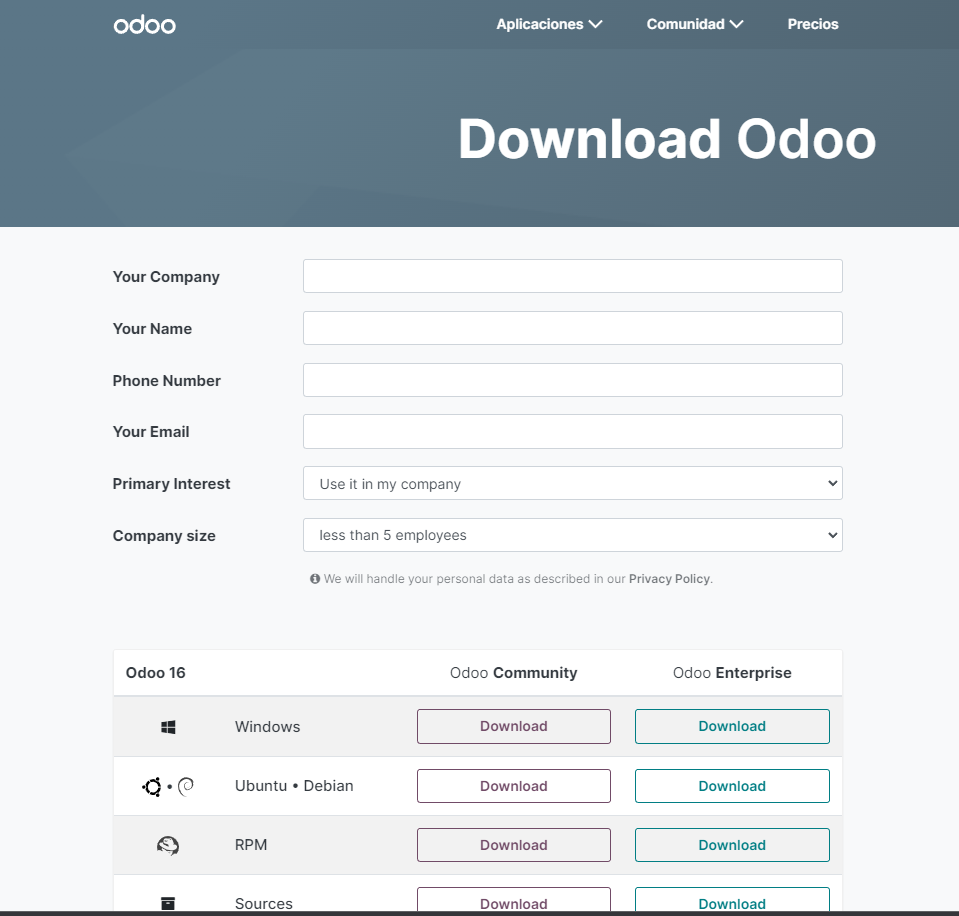 odoo
Aplicaciones Comunidad Precios
Download Odoo
Your Company
Your Name
Phone Number
Your Email
Primary Interest Use it in my company
Company size less than 5 employees
We will handle your personal data as described in our Privacy Policy.
Odoo 16 Odoo Community Odoo Enterprise
Windows Download Download
Ubuntu • Debian Download Download
RPM Download Download
Sources Download Download